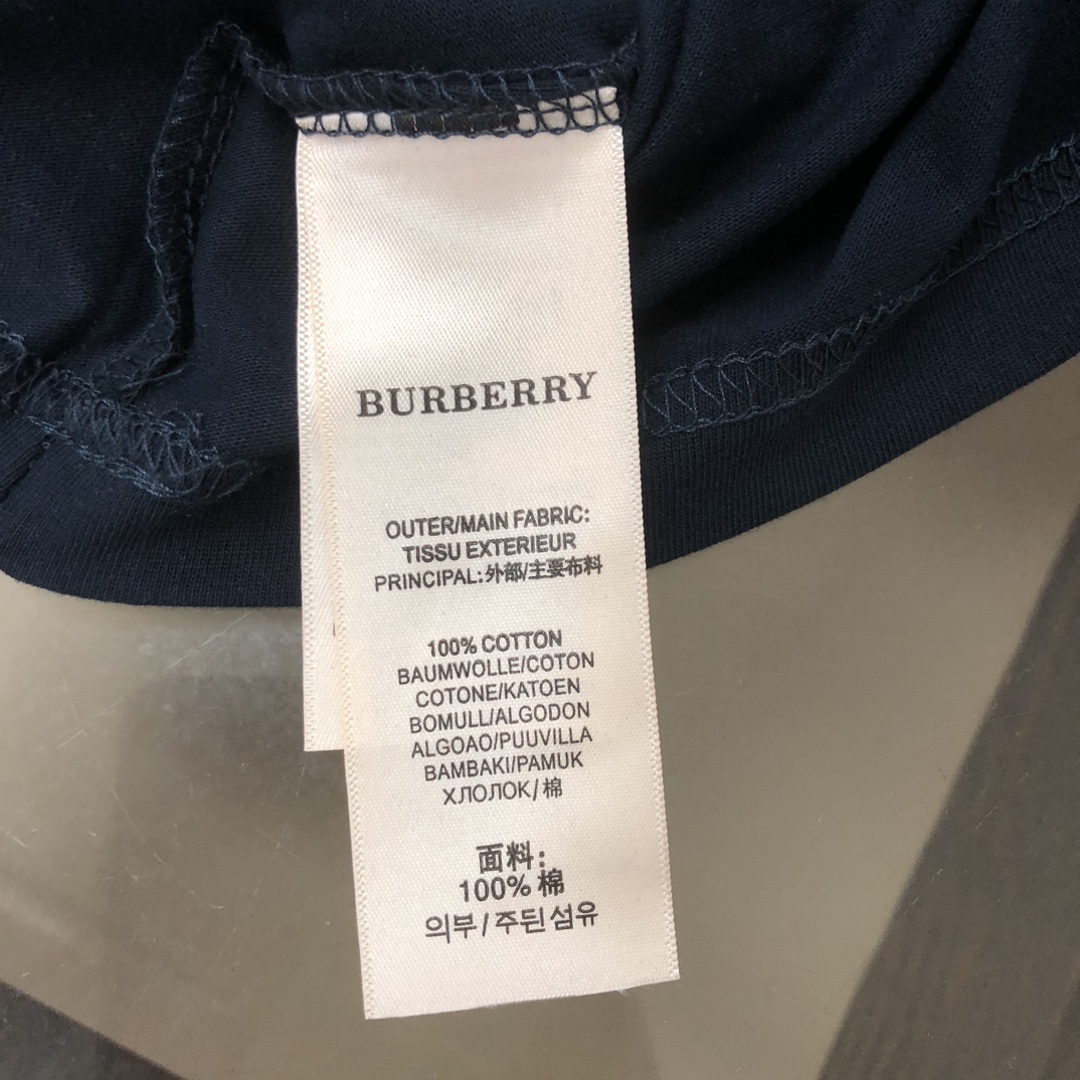 BURBERRY
OUTER/MAIN FABRIC:
TISSU EXTERIEUR
PRINCIPAL:外部/主要布料
100% COTTON
BAUMWOLLE/COTON
COTONE/KATOEN
BOMULL/ALGODON
ALGOAO/PUUVILLA
BAMBAKI/PAMUK
ХЛОЛОК/棉
面料:
100% 棉
의부/주된섬유